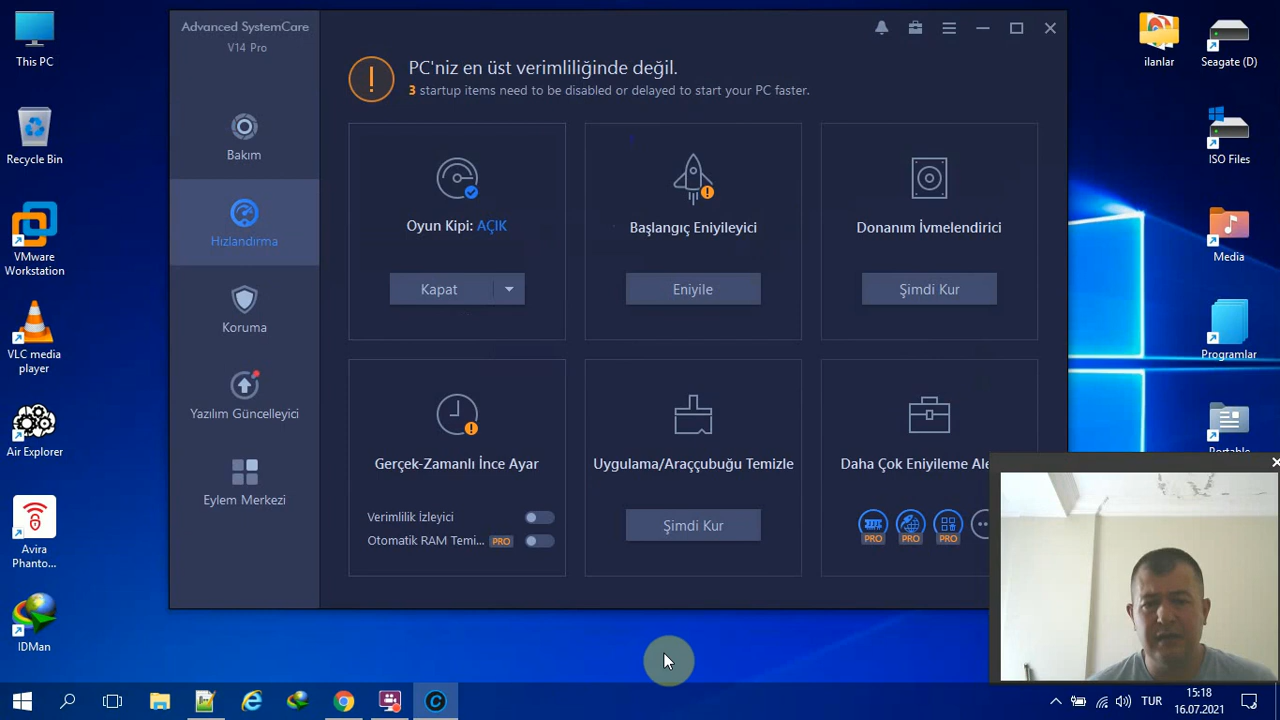 This PC
Recycle Bin
VMware
Workstation
VLC media
player
Air Explorer
Avira
Phanto...
IDMan
Advanced SystemCare
V14 Pro
Bakım
Hızlandırma
Koruma
Yazılım Güncelleyici
Eylem Merkezi
PC'niz en üst verimliliğinde değil.
3 startup items need to be disabled or delayed to start your PC faster.
Oyun Kipi: AÇIK
Kapat
Başlangıç Eniyileyici
Eniyile
Donanım İvmelendirici
Şimdi Kur
Gerçek-Zamanlı İnce Ayar
Verimlilik İzleyici
Otomatik RAM Temi... PRO
Uygulama/Araççubuğu Temizle
Şimdi Kur
Daha Çok Eniyileme Ale
PRO PRO PRO
ilanlar
Seagate (D)
ISO Files
Media
Programlar
TUR
15:18
16.07.2021